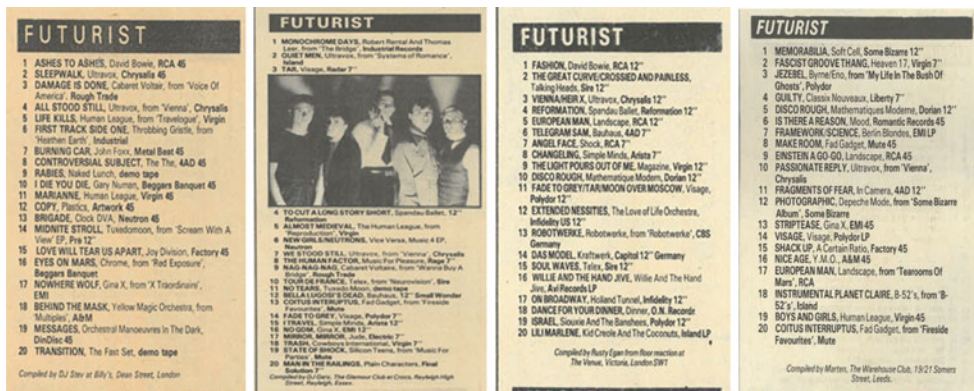 FUTURIST
1 ASHES TO ASHES, David Bowie, RCA 45
2 SLEEPWALK, Ultravox, Chrysalis 45
3 DAMAGE IS DONE, Cabaret Voltair, from 'Voice Of
America'. Rough Trade
4 ALL STOOD STILL, Ultravox, from 'Vienna', Chrysalis
5 LIFE KILLS, Human League, from 'Travelogue', Virgin
6 FIRST TRACK SIDE ONE, Throbbing Gristle, from
'Heathen Earth', Industrial
7 BURNING CAR, John Foxx, Metal Beat 45
8 CONTROVERSIAL SUBJECT, The The, 4AD 45
9 RABIES, Naked Lunch, demo tape
10 I DIE YOU DIE, Gary Numan, Beggars Banquet 45
11 MARIANNE, Human League, Virgin 45
12 COPY, Plastics, Artwork 45
13 BRIGADE, Clock DVA, Neutron 45
14 MIDNITE STROLL, Tuxedomoon, from 'Scream With A
View' EP, Pre 12"
15 LOVE WILL TEAR US APART, Joy Division, Factory 45
16 EYES ON MARS, Chrome, from 'Red Exposure',
Beggars Banquet
17 NOWHERE WOLF, Gina X, from 'X Traordinaire',
EMI
18 BEHIND THE MASK, Yellow Magic Orchestra, from
'Multiples', A&M
19 MESSAGES, Orchestral Manoeuvres In The Dark,
DinDisc 45
20 TRANSITION, The Fast Set, demo tape
Compiled by DJ Stev at Billy's, Dean Street, London
FUTURIST
1 MONOCHROME DAYS, Robert Rental And Thomas
Leer, from 'The Bridge', Industrial Records
2 QUIET MEN, Ultravox, from 'Systems of Romance',
Island
3 TAR, Visage, Radar 7"
4 TO CUT A LONG STORY SHORT, Spandau Ballet, 12"
Reformation
5 ALMOST MEDIEVAL, The Human League, from
'Reproduction', Virgin
6 NEW GIRLS/NEUTRONS, Vice Versa, Music 4 EP,
Neutron
7 WE STOOD STILL, Ultravox, from 'Vienna', Chrysalis
8 THE HUMAN FACTOR, Music For Pleasure, Rage 7"
9 NAG-NAG-NAG, Cabaret Voltaire, from 'Wanna Buy A
Bridge', Rough Trade
10 TOUR DE FRANCE, Telex, from 'Neurovision', Sire
11 NO TEARS, Tuxedo Moon, demo tape
12 BELLA LUGOSI'S DEAD, Bauhaus, 12" Small Wonder
13 COITUS INTERUPTUS, Fad Gadget, from 'Fireside
Favourites', Mute
14 FADE TO GREY, Visage, Polydor 7"
15 I TRAVEL, Simple Minds, Arista 12"
16 NO GDM, Gina X, EMI 12"
17 MIRROR, MIRROR, Jude, Electric 7"
18 TRASH, Cowboys International, Virgin 7"
19 STATE OF SHOCK, Silicon Teens, from 'Music For
Parties', Mute
20 MAN IN THE RAILINGS, Plain Characters, Final
Solution 7"
Compiled by DJ Gary, The Glamour Club at Crocs, Rayleigh High
Street, Rayleigh, Essex.
FUTURIST
1 FASHION, David Bowie, RCA 12"
2 THE GREAT CURVE/CROSSIED AND PAINLESS,
Talking Heads, Sire 12"
3 VIENNA/HEIR X, Ultravox, Chrysalis 12"
4 REFORMATION, Spandau Ballet, Reformation 12"
5 EUROPEAN MAN, Landscape, RCA 12"
6 TELEGRAM SAM, Bauhaus, 4AD 7"
7 ANGEL FACE, Shock, RCA 7"
8 CHANGELING, Simple Minds, Arista 7"
9 THE LIGHT POURS OUT OF ME, Magazine, Virgin 12"
10 DISCO ROUGH, Mathematique Modern, Dorian 12"
11 FADE TO GREY/TAR/MOON OVER MOSCOW, Visage,
Polydor 12"
12 EXTENDED NESSITIES, The Love of Life Orchestra,
Infidelity US 12"
13 ROBOTWERKE, Robotwerke, from 'Robotwerke', CBS
Germany
14 DAS MODEL, Kraftwerk, Capitol 12" Germany
15 SOUL WAVES, Telex, Sire 12"
16 WILLIE AND THE HAND JIVE, Willie And The Hand
Jive, Avi Records LP
17 ON BROADWAY, Holland Tunnel, Infidelity 12"
18 DANCE FOR YOUR DINNER, Dinner, O.N. Recordz
19 ISRAEL, Siouxie And The Banshees, Polydor 12"
20 LILI MARLENE, Kid Creole And The Coconuts, Island LP
Compiled by Rusty Egan from floor reaction at
The Venue, Victoria, London SW1
FUTURIST
1 MEMORABILIA, Soft Cell, Some Bizarre 12"
2 FASCIST GROOVE THANG, Heaven 17, Virgin 7"
3 JEZEBEL, Byrne/Eno, from 'My Life In The Bush Of
Ghosts', Polydor
4 GUILTY, Classix Nouveaux, Liberty 7"
5 DISCO ROUGH, Mathematiques Moderne, Dorian 12"
6 IS THERE A REASON, Mood, Romantic Records 45
7 FRAMEWORK/SCIENCE, Berlin Blondes, EMI LP
8 MAKE ROOM, Fad Gadget, Mute 45
9 EINSTEIN A GO-GO, Landscape, RCA 45
10 PASSIONATE REPLY, Ultravox, from 'Vienna',
Chrysalis
11 FRAGMENTS OF FEAR, In Camera, 4AD 12"
12 PHOTOGRAPHIC, Depeche Mode, from 'Some Bizarre
Album', Some Bizarre
13 STRIPTEASE, Gina X, EMI 45
14 VISAGE, Visage, Polydor LP
15 SHACK UP, A Certain Ratio, Factory 45
16 NICE AGE, Y.M.O., A&M 45
17 EUROPEAN MAN, Landscape, from 'Tearooms Of
Mars', RCA
18 INSTRUMENTAL PLANET CLAIRE, B-52's, from 'B-
52's', Island
19 BOYS AND GIRLS, Human League, Virgin 45
20 COITUS INTERRUPTUS, Fad Gadget, from 'Fireside
Favourites', Mute
Compiled by Marten, The Warehouse Club, 19/21 Somers
Street, Leeds.